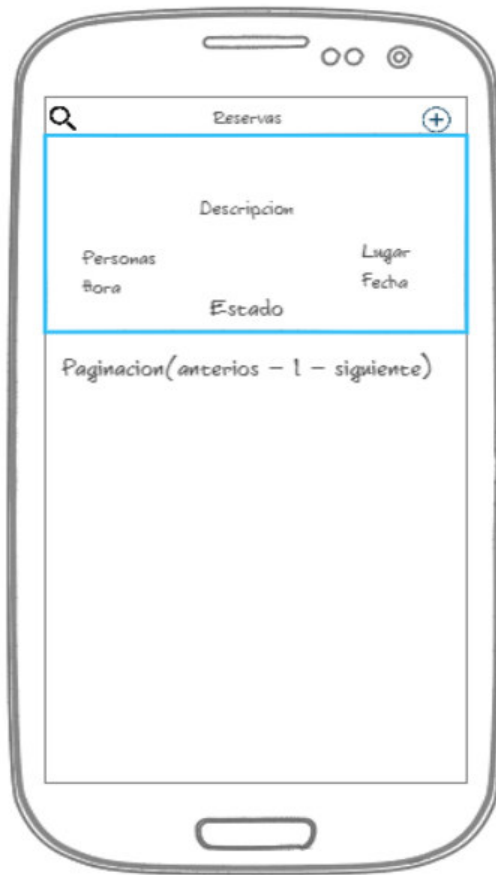 Reservas
Descripcion
Personas
Lugar
Hora
Fecha
Estado
Paginacion(anterios - 1 - siguiente)